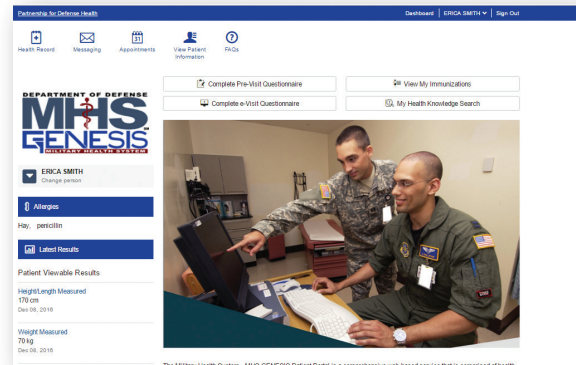 Partnership for Defense Health
Dashboard
ERICA SMITH
Sign Out
Health Record
Messaging
31
Appointments
View Patient
Information
?
FAQs
Complete Pre-Visit Questionnaire
View My Immunizations
Complete e-Visit Questionnaire
My Health Knowledge Search
DEPARTMENT OF DEFENSE
MHS
GENESIS
MILITARY HEALTH SYSTEM
ERICA SMITH
Change person
Allergies
Hay, penicillin
Latest Results
Patient Viewable Results
Height/Length Measured
170 cm
Dec 06, 2016
Weight Measured
70 kg
Dec 06, 2016